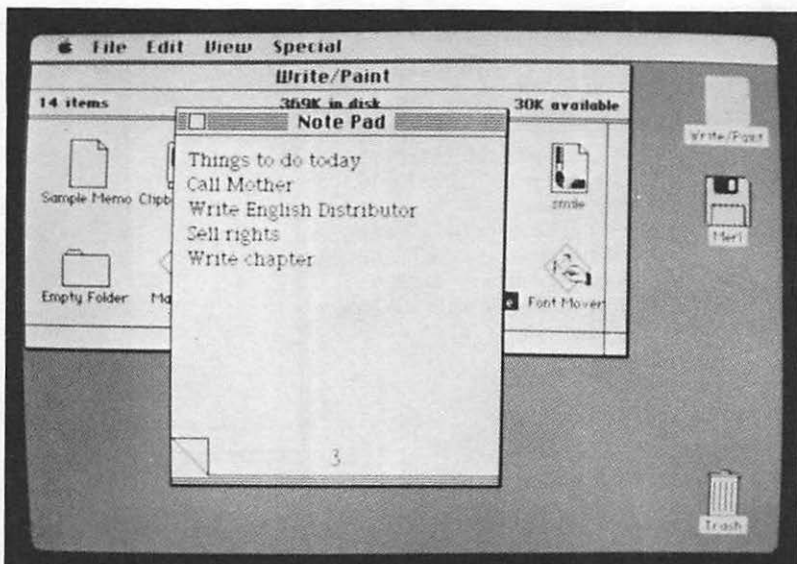 File Edit View Special
Write/Paint
14 items 369K in disk 30K available
Note Pad
Things to do today
Call Mother
Write English Distributor
Sell rights
Write chapter
3
Sample Memo
smile
Empty Folder
Font Mover
Write/Paint
Trash